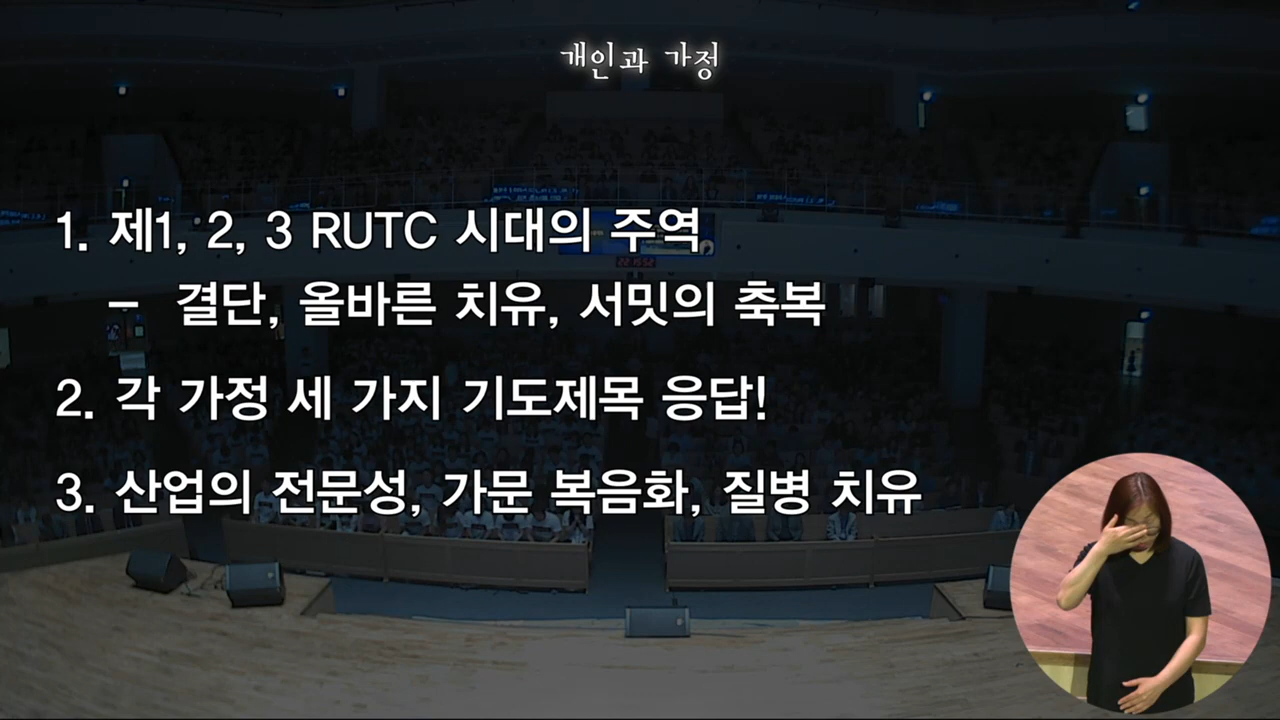 개인과 가정
1. 제1, 2, 3 RUTC 시대의 주역
– 결단, 올바른 치유, 서밋의 축복
2. 각 가정 세 가지 기도제목 응답!
3. 산업의 전문성, 가문 복음화, 질병 치유